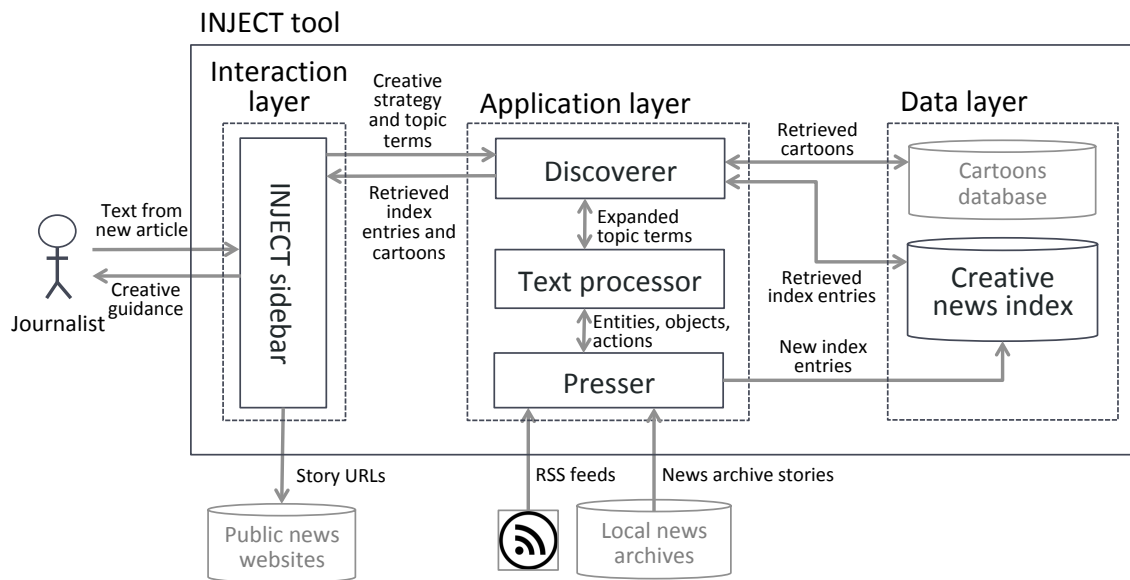 INJECT tool
Interaction
layer
Creative
strategy
and topic
terms
Application layer
Data layer
Retrieved
cartoons
Discoverer
Cartoons
database
Retrieved
index
entries and
cartoons
Text from
new article
INJECT sidebar
Expanded
topic terms
Creative
guidance
Journalist
Text processor
Retrieved
index entries
Creative
news index
Entities, objects,
actions
Presser
New index
entries
Story URLs
RSS feeds
News archive stories
Public news
websites
Local news
archives